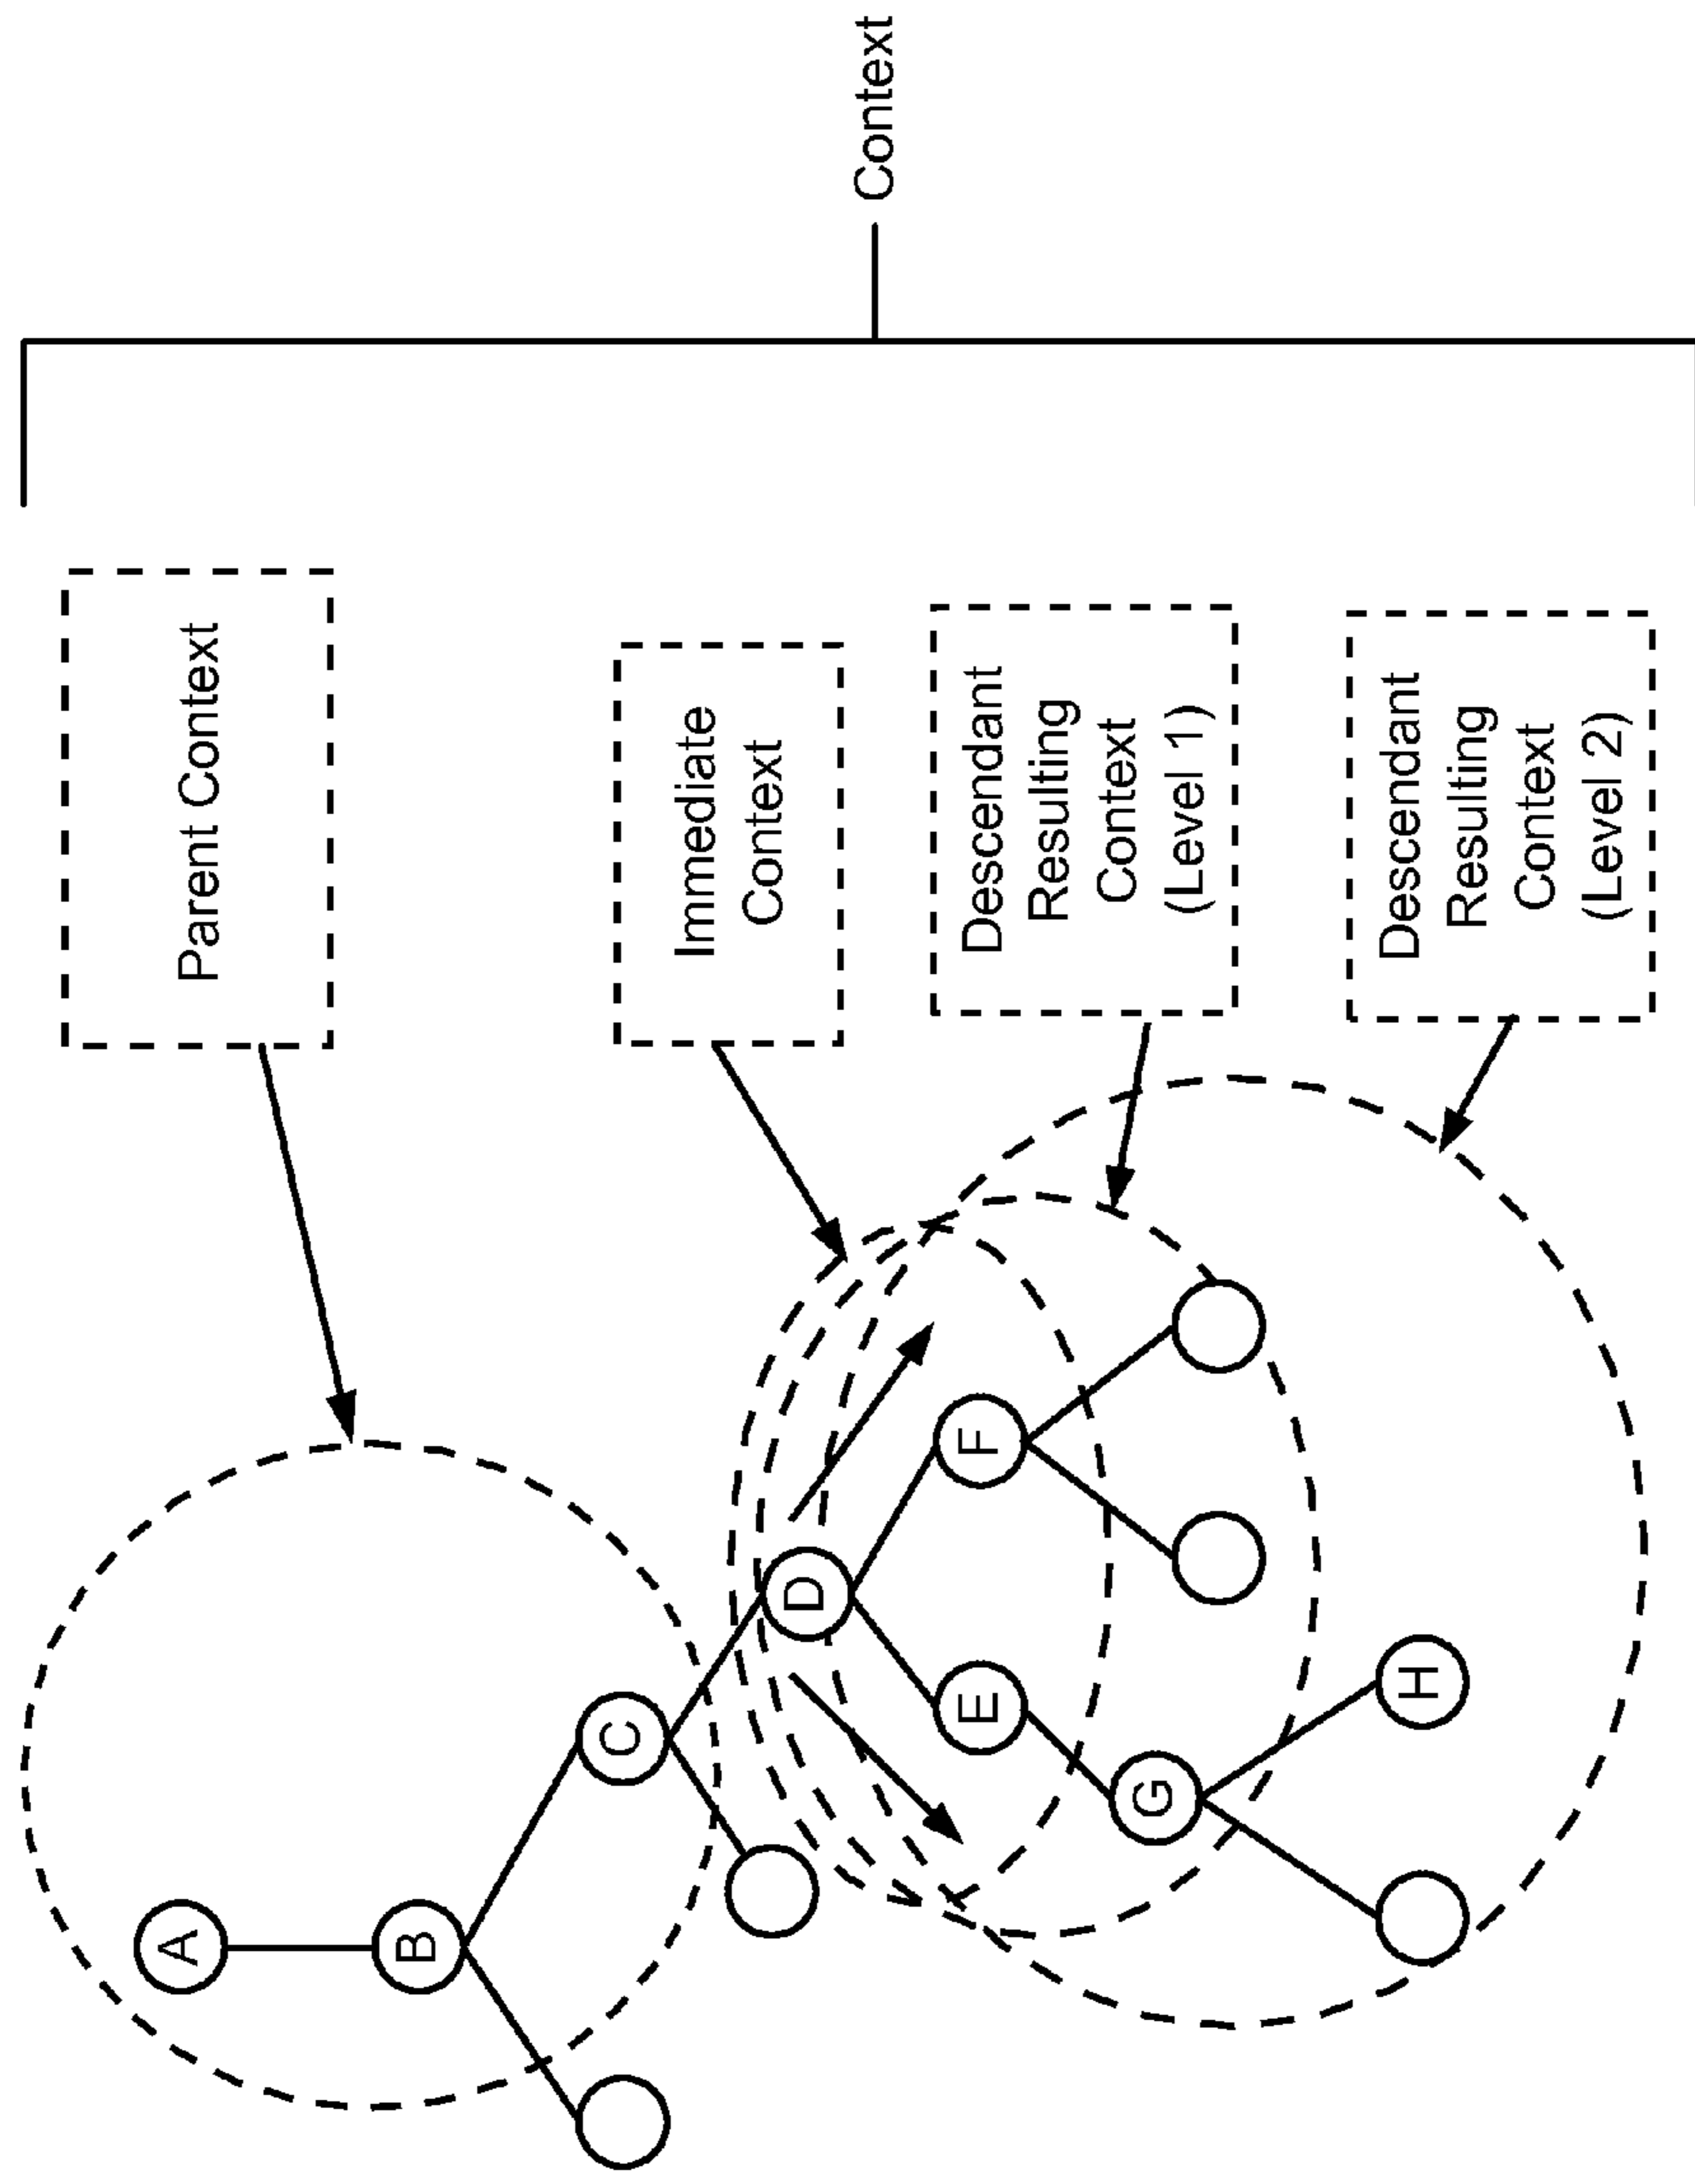 A
B
C
D
E
F
G
H
Parent Context
Immediate
Context
Descendant
Resulting
Context
(Level 1)
Descendant
Resulting
Context
(Level 2)
Context